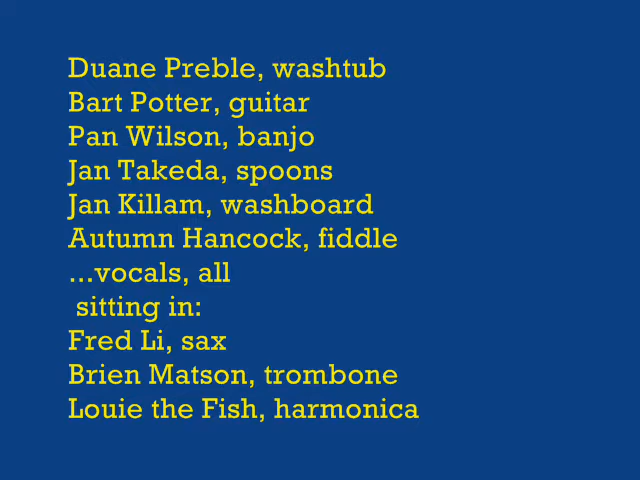 Duane Preble, washtub
Bart Potter, guitar
Pan Wilson, banjo
Jan Takeda, spoons
Jan Killam, washboard
Autumn Hancock, fiddle
...vocals, all
sitting in:
Fred Li, sax
Brien Matson, trombone
Louie the Fish, harmonica